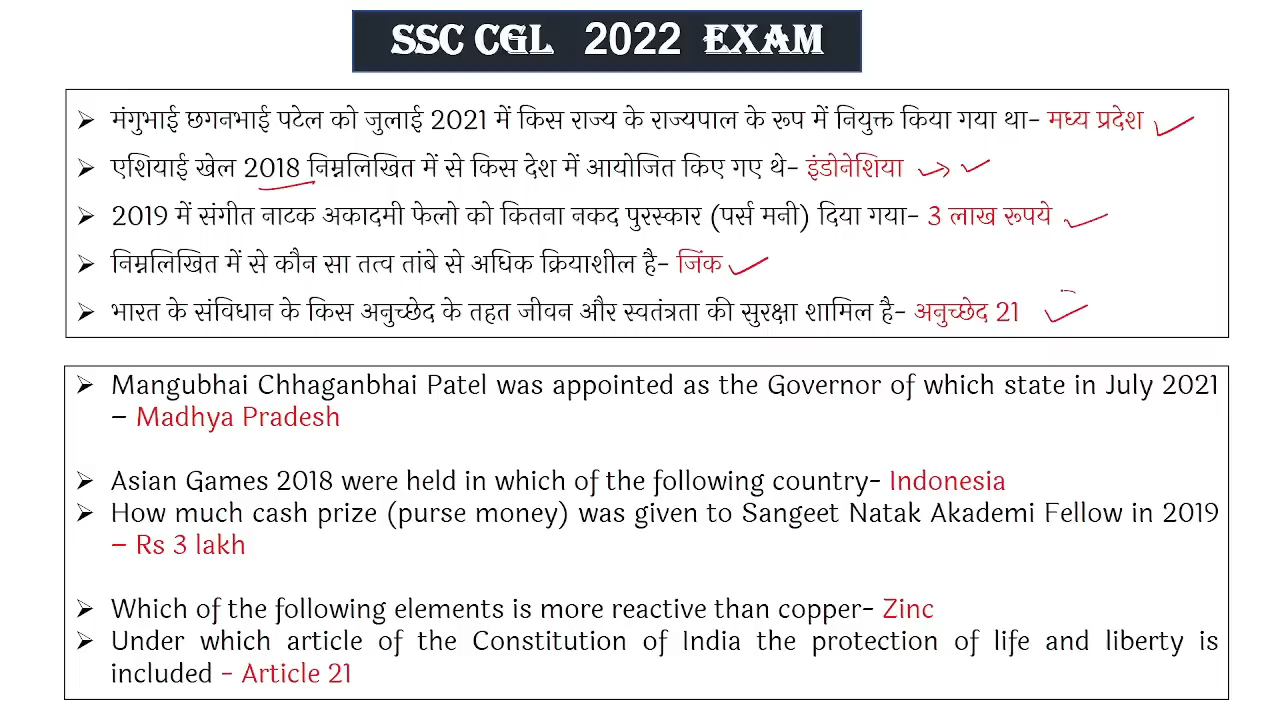 SSC CGL 2022 EXAM
➢ मंगुभाई छगनभाई पटेल को जुलाई 2021 में किस राज्य के राज्यपाल के रूप में नियुक्त किया गया था- मध्य प्रदेश
➢ एशियाई खेल 2018 निम्नलिखित में से किस देश में आयोजित किए गए थे- इंडोनेशिया
➢ 2019 में संगीत नाटक अकादमी फेलो को कितना नकद पुरस्कार (पर्स मनी) दिया गया- 3 लाख रूपये
➢ निम्नलिखित में से कौन सा तत्व तांबे से अधिक क्रियाशील है- जिंक
➢ भारत के संविधान के किस अनुच्छेद के तहत जीवन और स्वतंत्रता की सुरक्षा शामिल है- अनुच्छेद 21
➢ Mangubhai Chhaganbhai Patel was appointed as the Governor of which state in July 2021
– Madhya Pradesh
➢ Asian Games 2018 were held in which of the following country- Indonesia
➢ How much cash prize (purse money) was given to Sangeet Natak Akademi Fellow in 2019
– Rs 3 lakh
➢ Which of the following elements is more reactive than copper- Zinc
➢ Under which article of the Constitution of India the protection of life and liberty is
included - Article 21